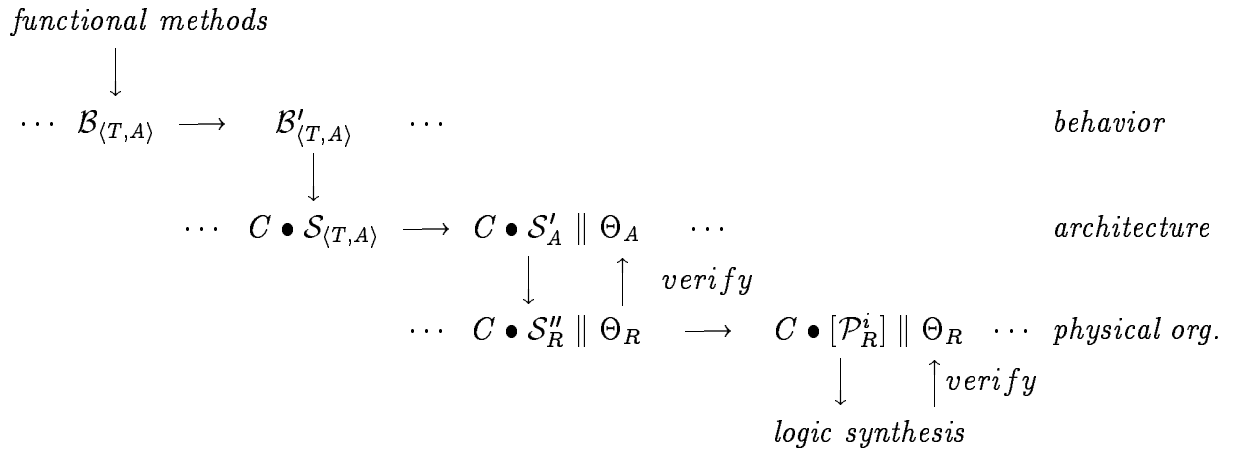 functional methods
↓
⋯ ℬ⟨T,A⟩ ⟶ ℬ′⟨T,A⟩ ⋯ behavior
↓
⋯ C • 𝒮⟨T,A⟩ ⟶ C • 𝒮′A ∥ ΘA ⋯ architecture
↓ ↑ verify
⋯ C • 𝒮″R ∥ ΘR ⟶ C • [𝒫ⁱR] ∥ ΘR ⋯ physical org.
↓ ↑ verify
logic synthesis